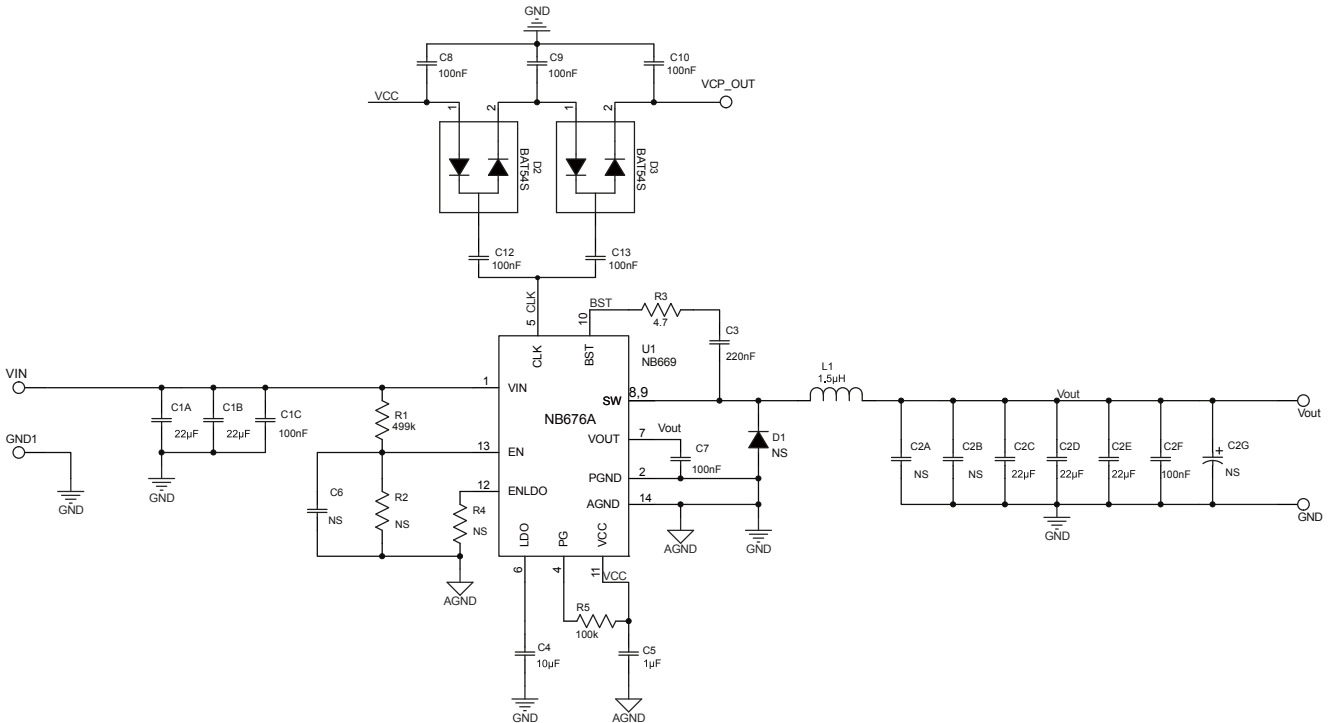 GND
C8
100nF
C9
100nF
C10
100nF
VCC
1
2
1
2
VCP_OUT
D2
BAT54S
D3
BAT54S
C12
100nF
C13
100nF
CLK
5
BST
10
R3
4.7
C3
220nF
U1
NB669
CLK
BST
L1
1.5µH
VIN
1
VIN
8,9
SW
Vout
Vout
C1A
22µF
C1B
22µF
C1C
100nF
R1
499k
NB676A
VOUT
7
Vout
D1
NS
C7
100nF
GND1
13
EN
2
PGND
C2A
NS
C2B
NS
C2C
22µF
C2D
22µF
C2E
22µF
C2F
100nF
C2G
+
NS
GND
GND
C6
NS
R2
NS
12
ENLDO
R4
NS
14
AGND
AGND
GND
GND
GND
LDO
PG
VCC
6
4
11
VCC
AGND
R5
100k
C4
10µF
C5
1µF
GND
AGND